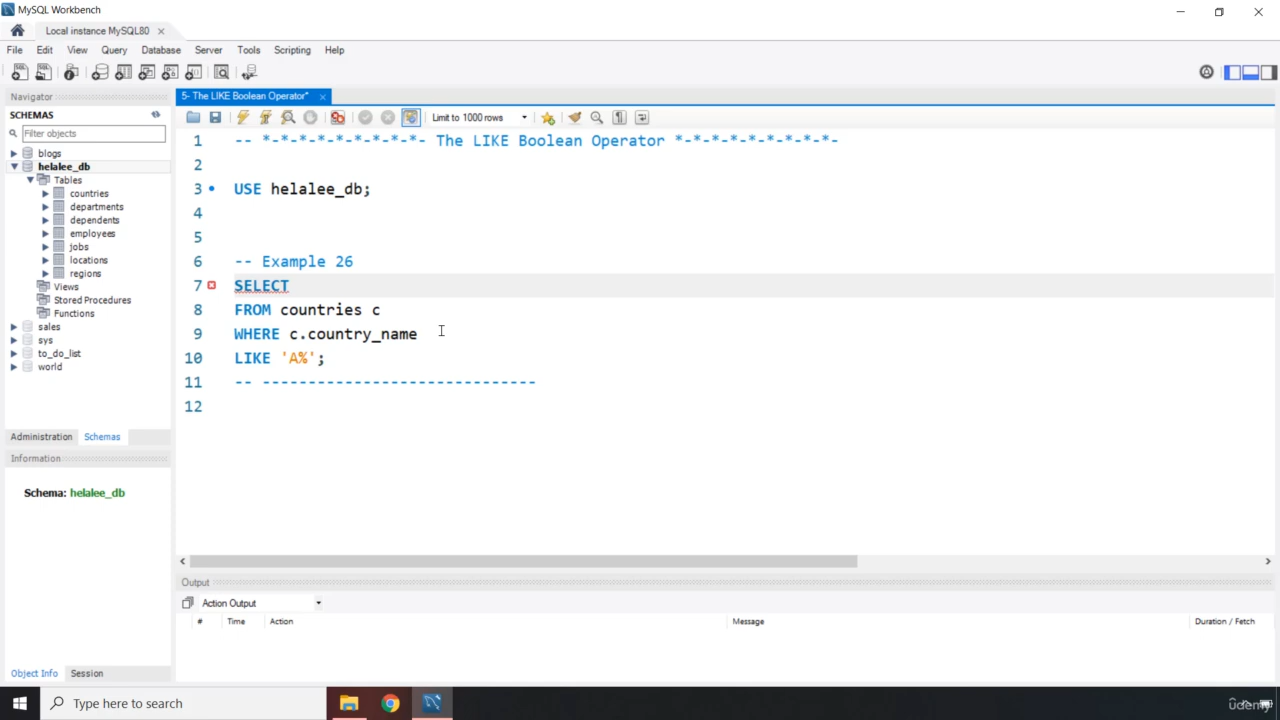 MySQL Workbench
Local instance MySQL80
File Edit View Query Database Server Tools Scripting Help
Navigator
SCHEMAS
Filter objects
blogs
helalee_db
Tables
countries
departments
dependents
employees
jobs
locations
regions
Views
Stored Procedures
Functions
sales
sys
to_do_list
world
Administration Schemas
Information
Schema: helalee_db
Object Info Session
5- The LIKE Boolean Operator*
Limit to 1000 rows
1 -- *-*-*-*-*-*-*-*-*- The LIKE Boolean Operator *-*-*-*-*-*-*-*-*-
2
3 USE helalee_db;
4
5
6 -- Example 26
7 SELECT
8 FROM countries c
9 WHERE c.country_name
10 LIKE 'A%';
11 -- ------------------------------
12
Output
Action Output
# Time Action Message Duration / Fetch
Type here to search
udemy